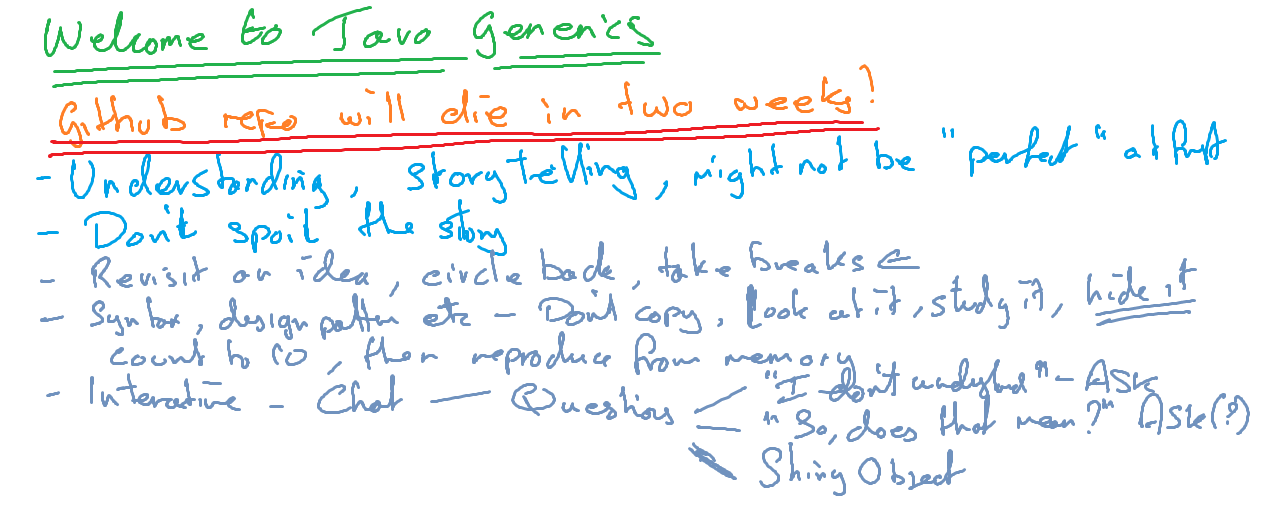 Welcome to Java Generics
Github repo will die in two weeks!
- Understanding, storytelling, might not be "perfect" at first
- Don't spoil the story
- Revisit an idea, circle back, take breaks ←
- Syntax, design pattern etc - Don't copy, Look at it, study it, hide it
count to 10, then reproduce from memory
- Interactive - Chat — Questions "I don't understand" - ASK
"So, does that mean?" ASK(?)
Shiny Object